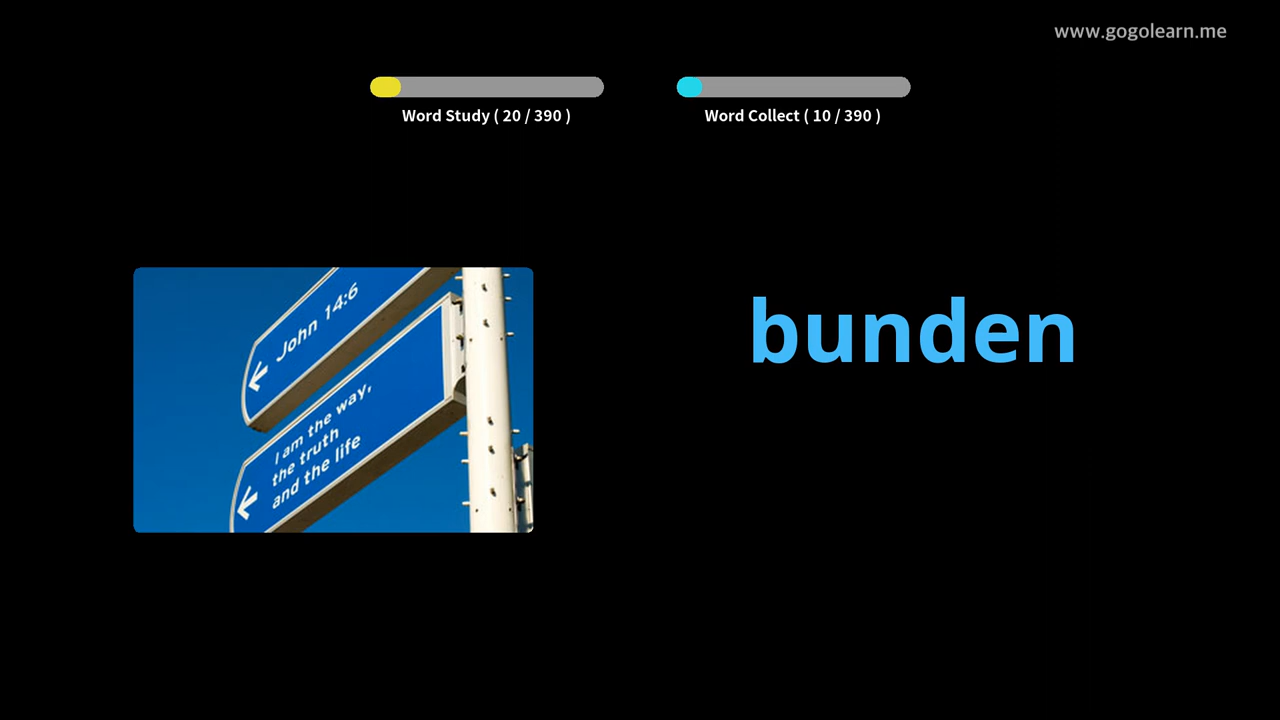 www.gogolearn.me
Word Study ( 20 / 390 )
Word Collect ( 10 / 390 )
John 14:6
I am the way,
the truth
and the life
bunden